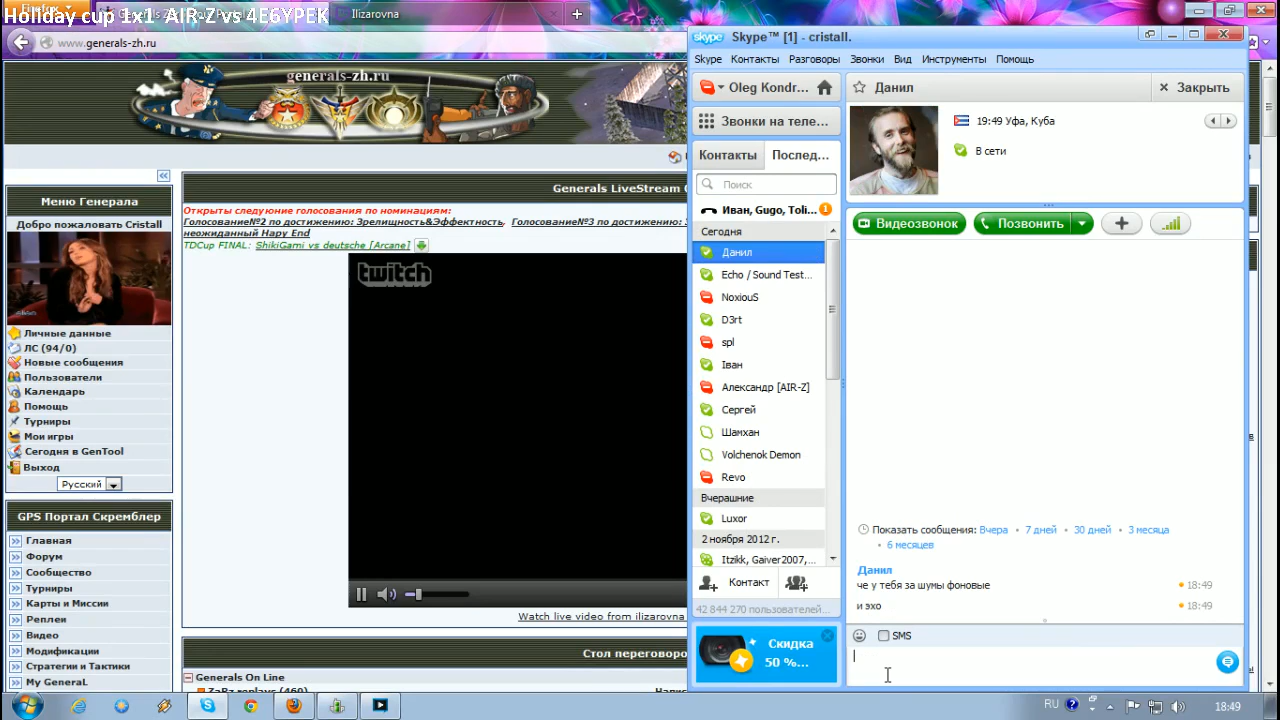 Holiday cup 1x1 AIR-Z vs 4E6YPEK
Firefox
Ilizarovna
www.generals-zh.ru
generals-zh.ru
Меню Генерала
Добро пожаловать Cristall
Личные данные
ЛС (94/0)
Новые сообщения
Пользователи
Календарь
Помощь
Турниры
Мои игры
Сегодня в GenTool
Выход
Русский
GPS Портал Скремблер
Главная
Форум
Сообщество
Турниры
Карты и Миссии
Реплеи
Видео
Модификации
Стратегии и Тактики
My GeneraL
Generals LiveStream
Открыты следующие голосования по номинациям:
Голосование№2 по достижению: Зрелищность&Эффектность, Голосование№3 по достижению:
неожиданный Hapy End
TDCup FINAL: ShikiGami vs deutsche [Arcane]
twitch
Watch live video from ilizarovna
Стол переговоро
Generals On Line
ZaRz replays (460)
Написа
skype Skype™ [1] - cristall.
Skype Контакты Разговоры Звонки Вид Инструменты Помощь
Oleg Kondr...
Звонки на теле...
Контакты Послед...
Поиск
Иван, Gugo, Toli... 1
Сегодня
Данил
Echo / Sound Test...
NoxiouS
D3rt
spl
Іван
Александр [AIR-Z]
Сергей
Шамхан
Volchenok Demon
Revo
Вчерашние
Luxor
2 ноября 2012 г.
Itzikk, Gaiver2007,...
Контакт
42 844 270 пользователей...
Скидка
50 %...
Данил
Закрыть
19:49 Уфа, Куба
В сети
Видеозвонок
Позвонить
Показать сообщения: Вчера • 7 дней • 30 дней • 3 месяца
• 6 месяцев
Данил
че у тебя за шумы фоновые 18:49
и эхо 18:49
SMS
RU
18:49